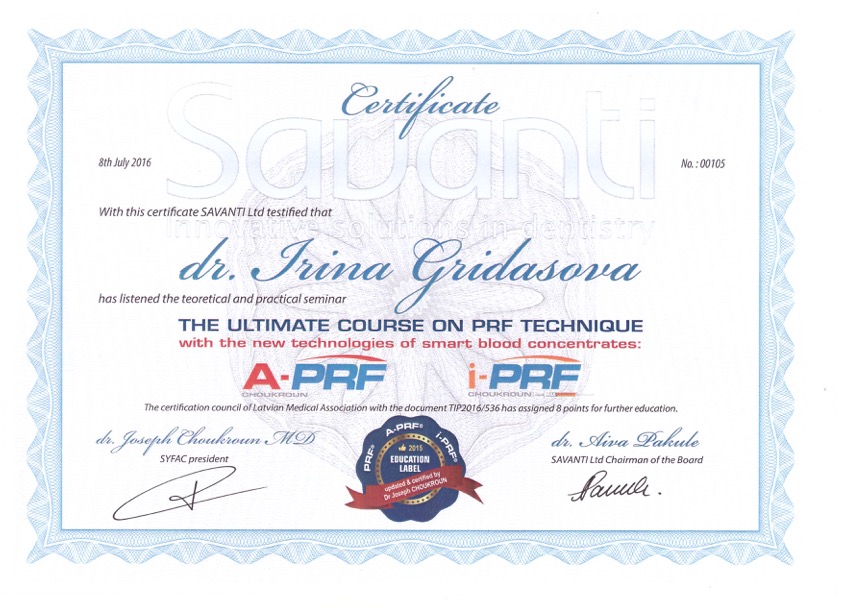 Certificate
Savanti
Innovative solutions in dentistry
8th July 2016
No. : 00105
With this certificate SAVANTI Ltd testified that
dr. Irina Gridasova
has listened the teoretical and practical seminar
THE ULTIMATE COURSE ON PRF TECHNIQUE
with the new technologies of smart blood concentrates:
A-PRF i-PRF
CHOUKROUN CHOUKROUN
The certification council of Latvian Medical Association with the document TIP2016/536 has assigned 8 points for further education.
dr. Joseph Choukroun MD
SYFAC president
PRF® A-PRF® i-PRF®
2015
EDUCATION
LABEL
updated & certified by
Dr Joseph CHOUKROUN
dr. Aiva Pakule
SAVANTI Ltd Chairman of the Board